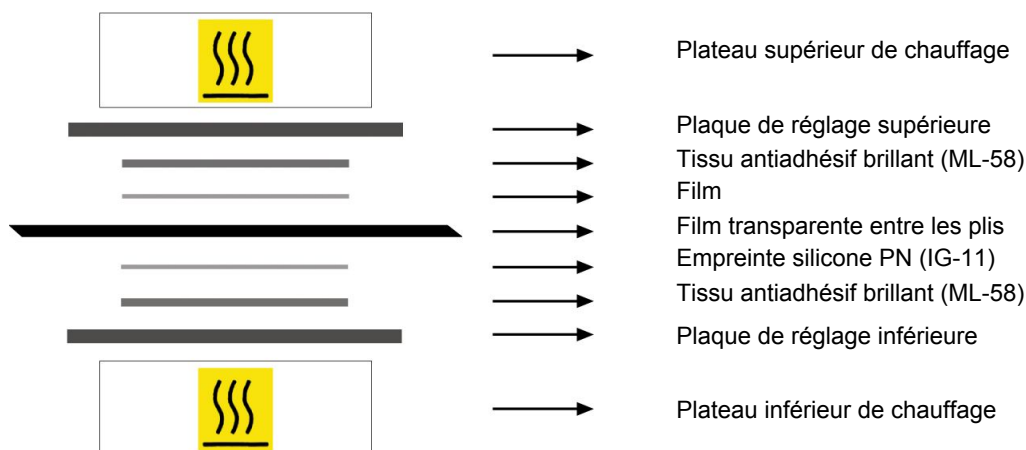 Plateau supérieur de chauffage
Plaque de réglage supérieure
Tissu antiadhésif brillant (ML-58)
Film
Film transparente entre les plis
Empreinte silicone PN (IG-11)
Tissu antiadhésif brillant (ML-58)
Plaque de réglage inférieure
Plateau inférieur de chauffage